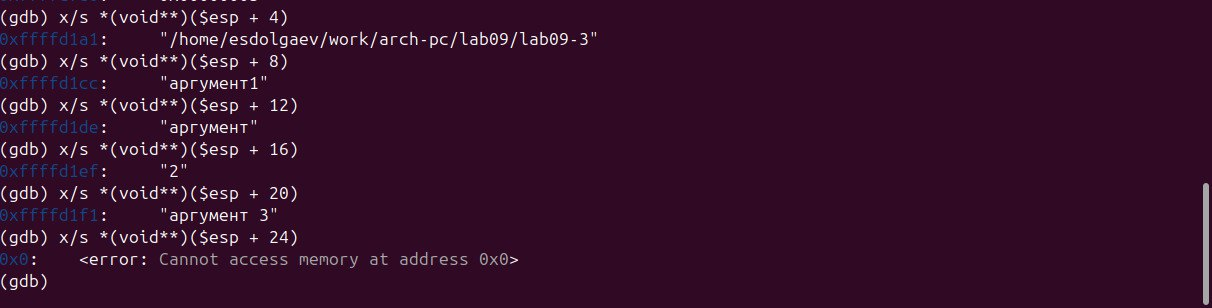 (gdb) x/s *(void**)($esp + 4)
0xffffd1a1:     "/home/esdolgaev/work/arch-pc/lab09/lab09-3"
(gdb) x/s *(void**)($esp + 8)
0xffffd1cc:     "аргумент1"
(gdb) x/s *(void**)($esp + 12)
0xffffd1de:     "аргумент"
(gdb) x/s *(void**)($esp + 16)
0xffffd1ef:     "2"
(gdb) x/s *(void**)($esp + 20)
0xffffd1f1:     "аргумент 3"
(gdb) x/s *(void**)($esp + 24)
0x0:    <error: Cannot access memory at address 0x0>
(gdb)